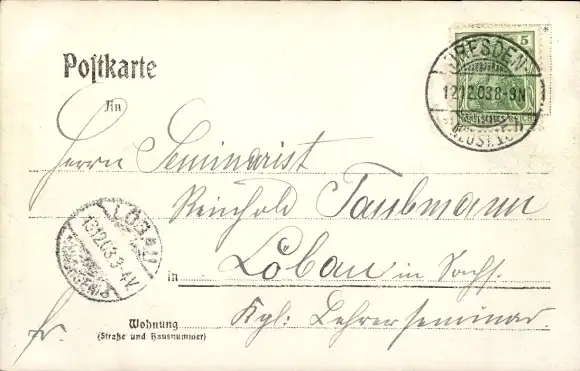 Postkarte
5
DRESDEN
12.12.03 8-9N
DEUTSCHES REICH
An
Herrn Seminarist
Reinhold Taubmann
LÖBAU
13.12.03. 3-4V.
(SACHSEN)
in Löbau in Sachs.
Kgl: Lehrerseminar
Fr.
Wohnung
(Straße und Hausnummer)